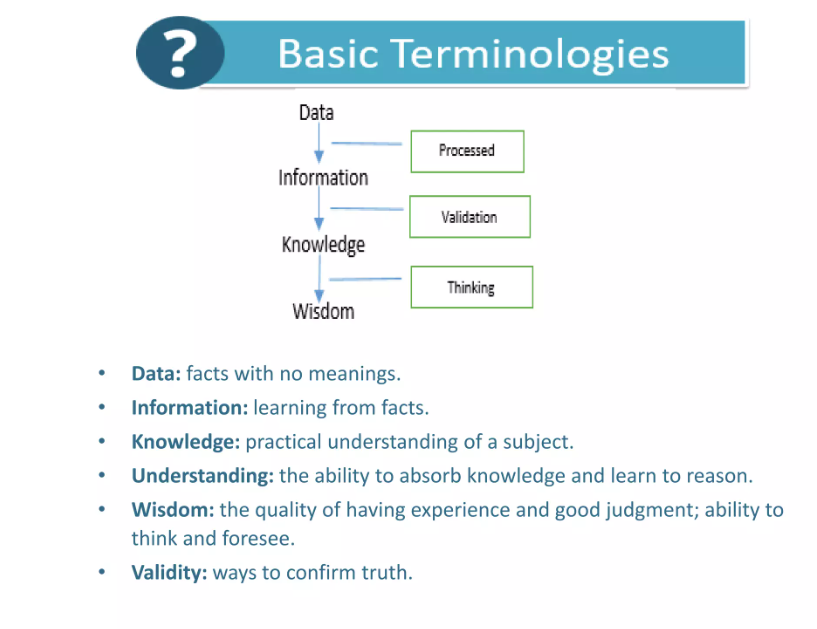 ?
Basic Terminologies
Data
Processed
Information
Validation
Knowledge
Thinking
Wisdom
• Data: facts with no meanings.
• Information: learning from facts.
• Knowledge: practical understanding of a subject.
• Understanding: the ability to absorb knowledge and learn to reason.
• Wisdom: the quality of having experience and good judgment; ability to
think and foresee.
• Validity: ways to confirm truth.